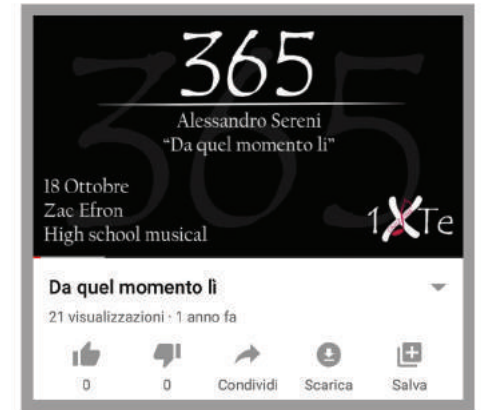 365
Alessandro Sereni
“Da quel momento li”
18 Ottobre
Zac Efron
High school musical
1XTe
Da quel momento lì
21 visualizzazioni · 1 anno fa
0
0
Condividi
Scarica
Salva